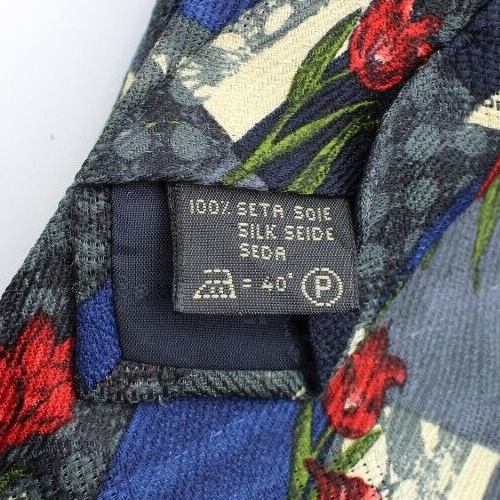 100% SETA SOIE
SILK SEIDE
SEDA
= 40° P